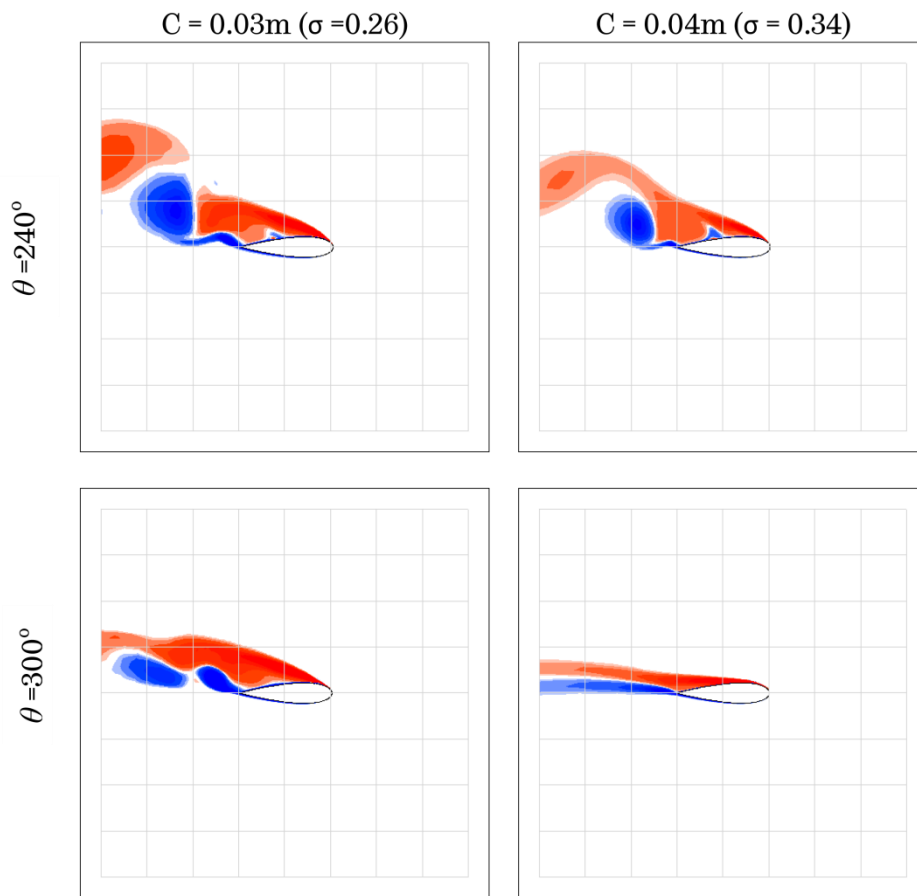 C = 0.03m (σ =0.26)
C = 0.04m (σ =0.34)
θ =240°
θ =300°